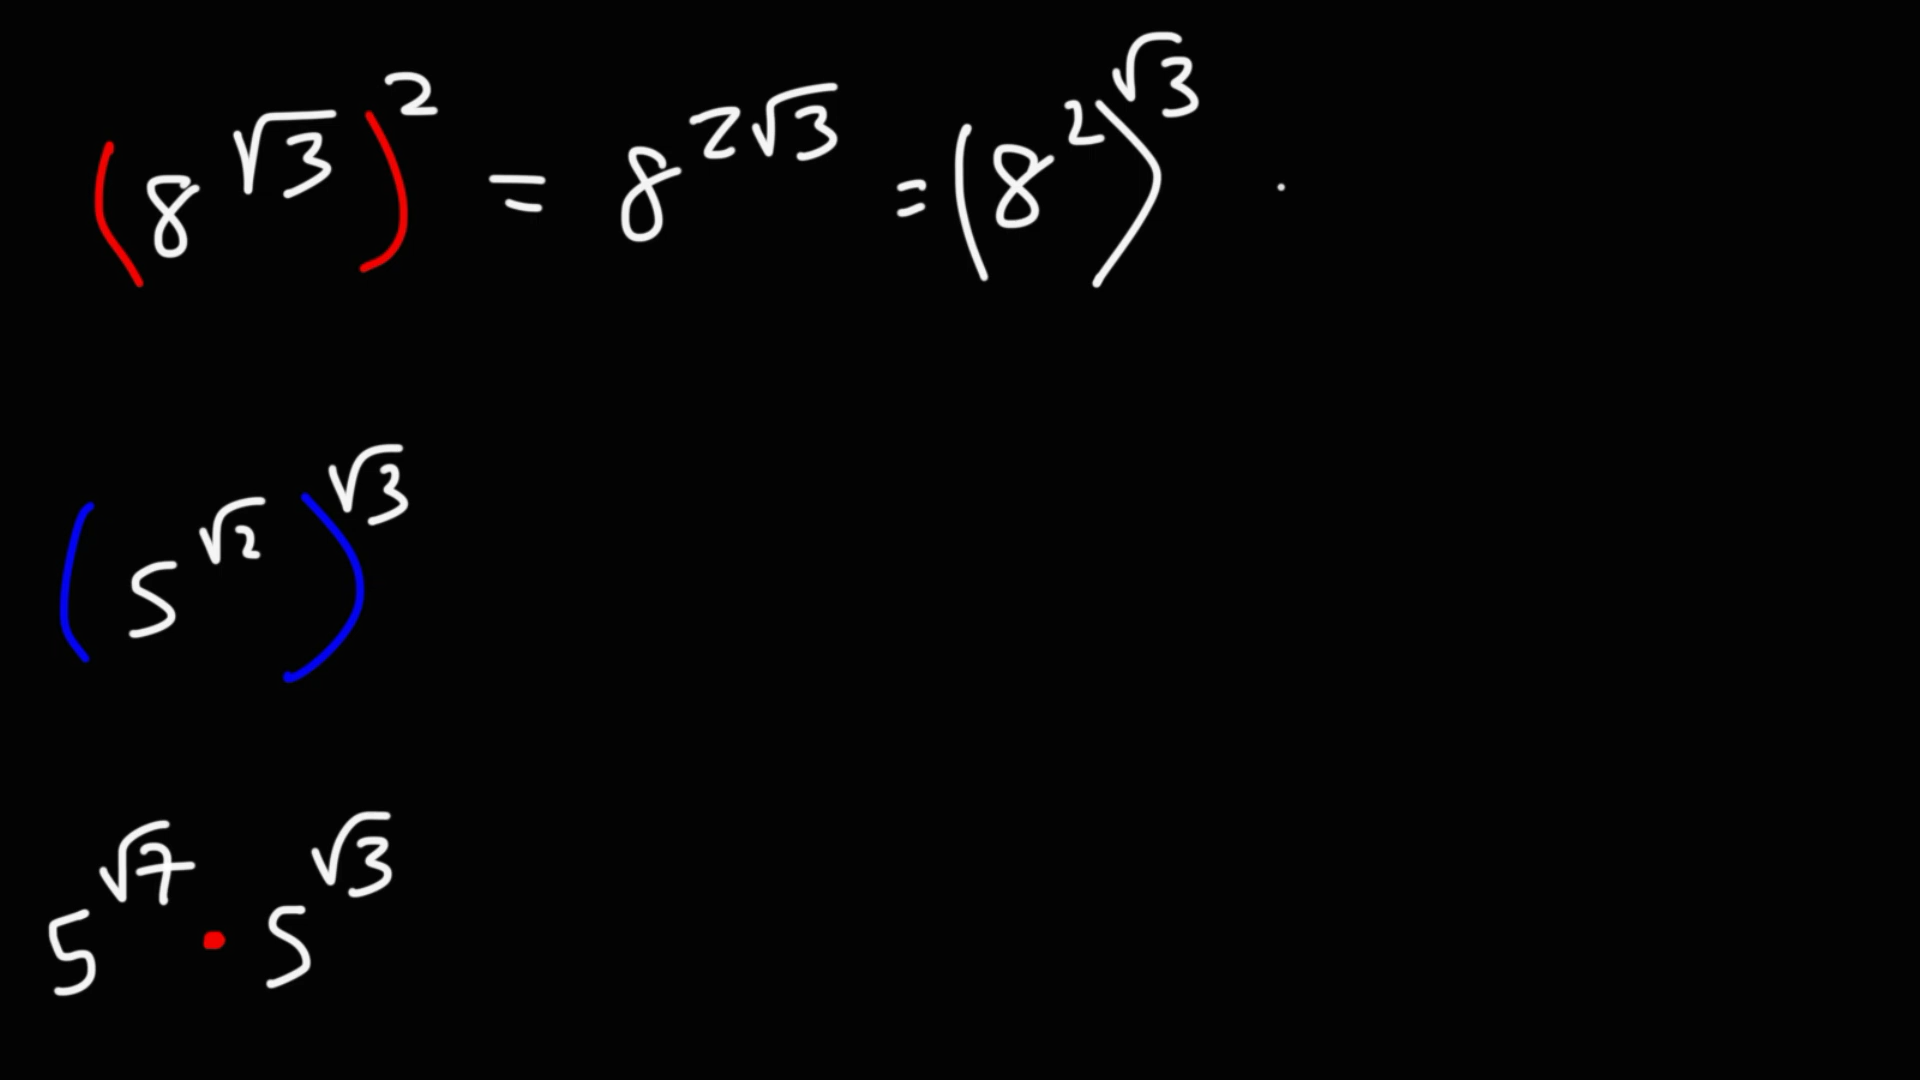 (8^√3)^2 = 8^2√3 = (8^2)^√3
(5^√2)^√3
5^√7 · 5^√3